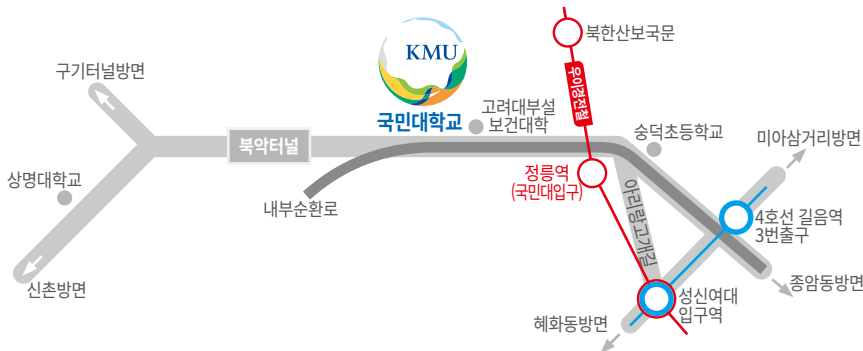 북한산보국문
구기터널방면
KMU
우이경전철
국민대학교
고려대부설
보건대학
숭덕초등학교
미아삼거리방면
북악터널
상명대학교
정릉역
(국민대입구)
내부순환로
아리랑고개길
4호선 길음역
3번출구
신촌방면
종암동방면
성신여대
입구역
혜화동방면